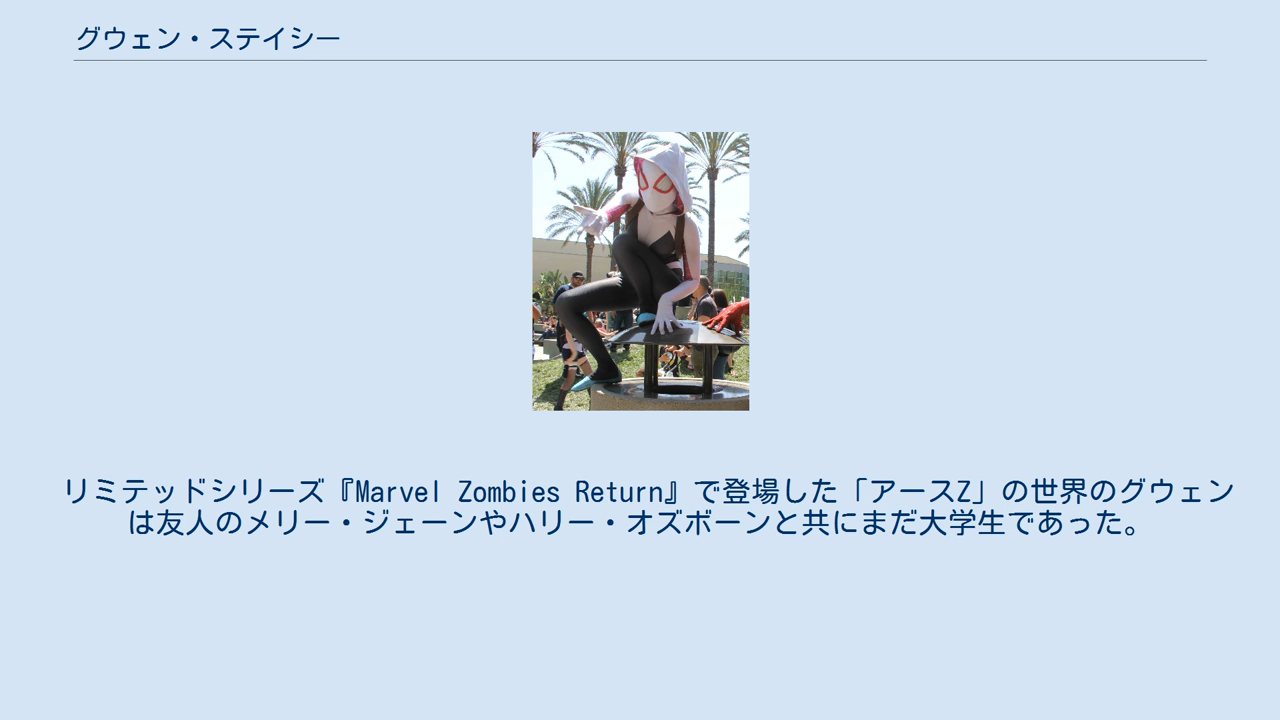 グウェン・ステイシー
リミテッドシリーズ『Marvel Zombies Return』で登場した「アースZ」の世界のグウェン
は友人のメリー・ジェーンやハリー・オズボーンと共にまだ大学生であった。